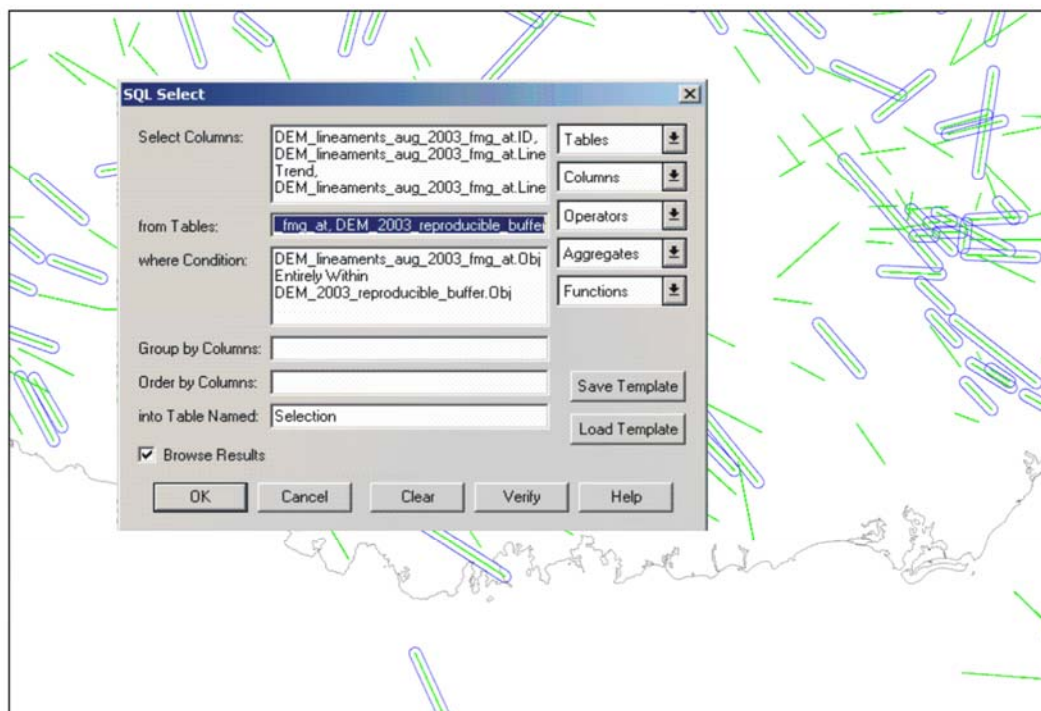 SQL Select
Select Columns:
DEM_lineaments_aug_2003_fmg_at.ID,
DEM_lineaments_aug_2003_fmg_at.Line
Trend,
DEM_lineaments_aug_2003_fmg_at.Line
Tables
Columns
from Tables:
_fmg_at, DEM_2003_reproducible_buffer
Operators
where Condition:
DEM_lineaments_aug_2003_fmg_at.Obj
Entirely Within
DEM_2003_reproducible_buffer.Obj
Aggregates
Functions
Group by Columns:
Order by Columns:
Save Template
into Table Named:
Selection
Load Template
Browse Results
OK
Cancel
Clear
Verify
Help